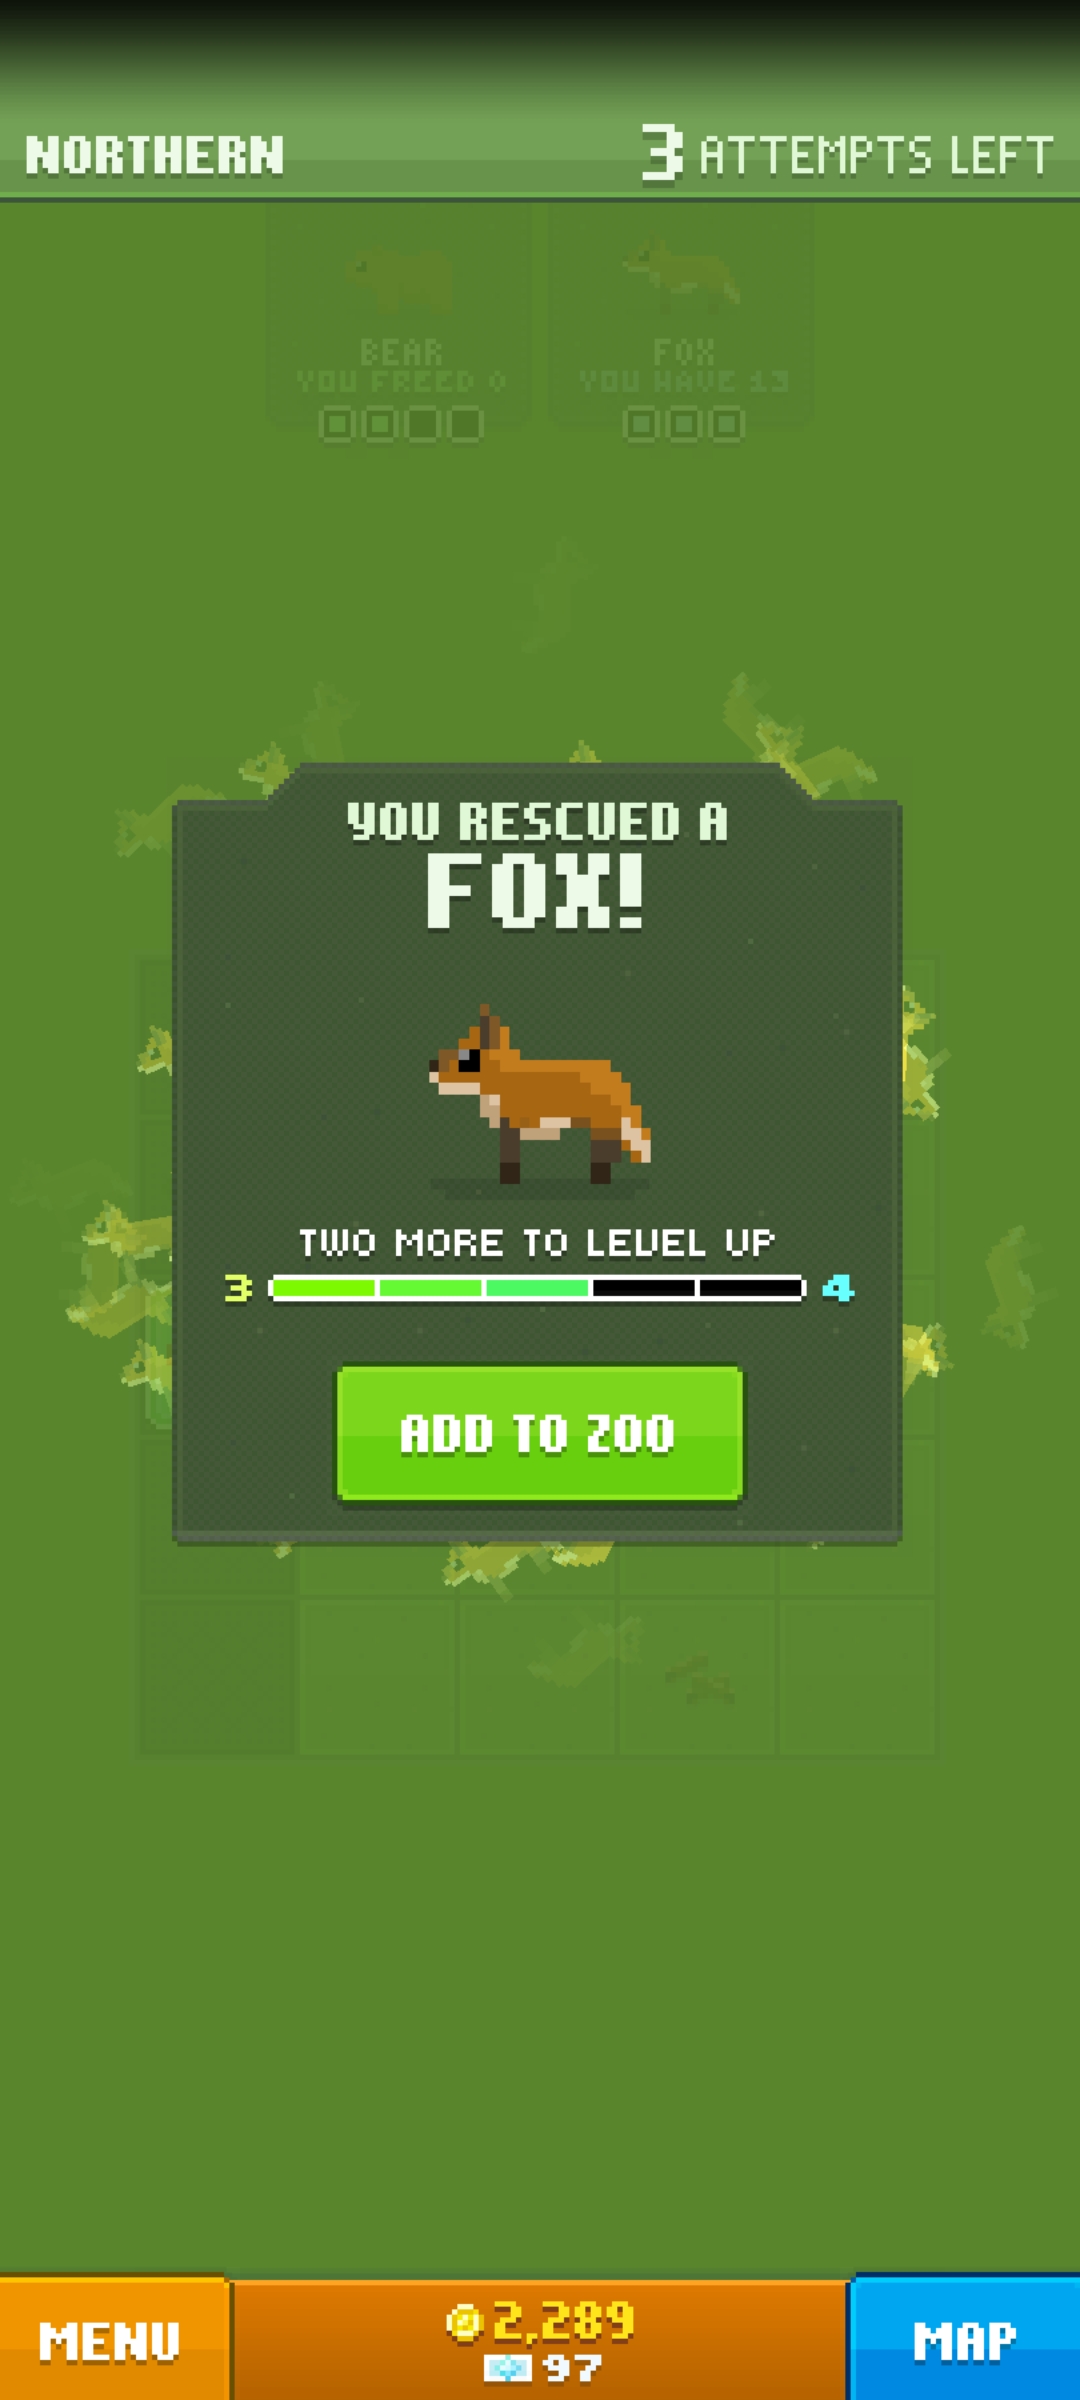 NORTHERN
3 ATTEMPTS LEFT
BEAR
YOU FREED 0
FOX
YOU HAVE 13
YOU RESCUED A
FOX!
TWO MORE TO LEVEL UP
3 4
ADD TO ZOO
MENU
2,289
97
MAP